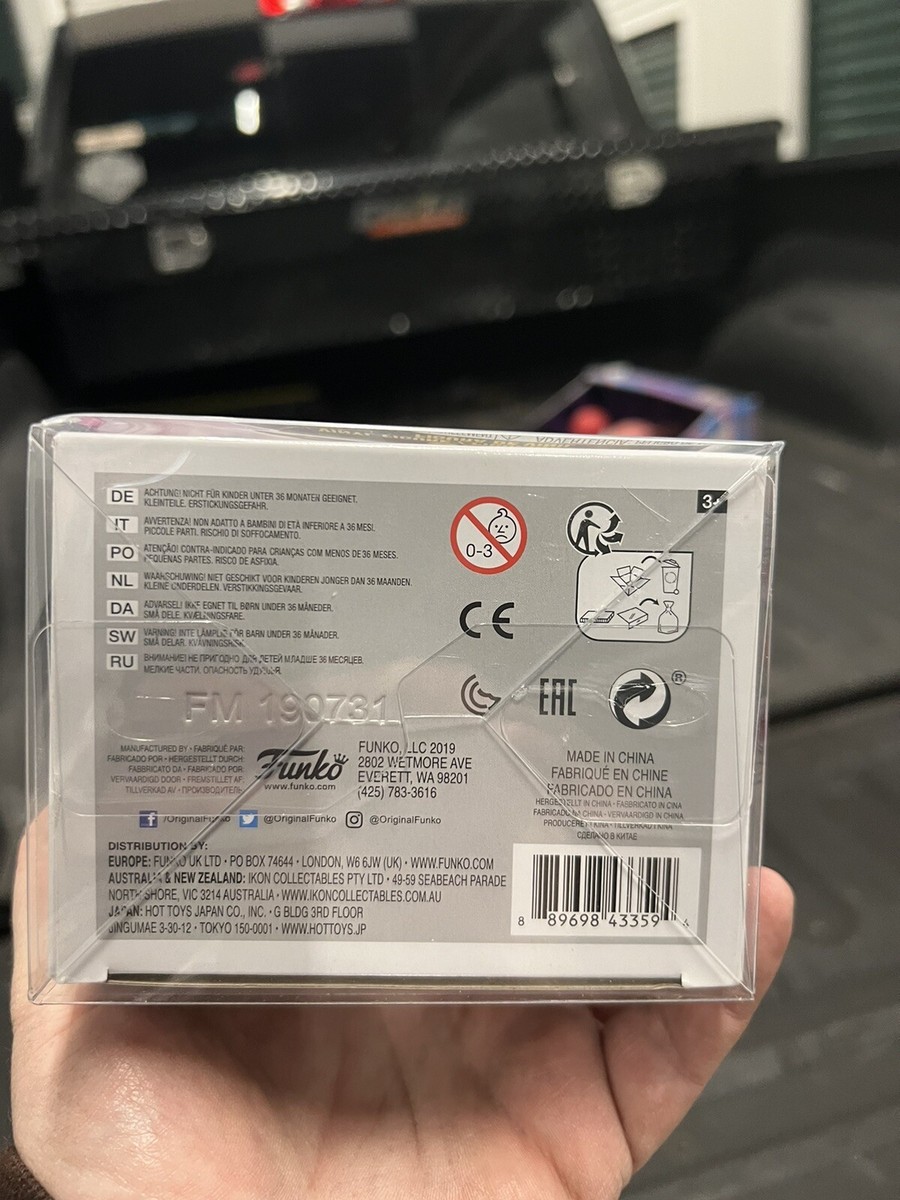 3+
DE ACHTUNG! NICHT FÜR KINDER UNTER 36 MONATEN GEEIGNET.
KLEINTEILE. ERSTICKUNGSGEFAHR.
IT AVVERTENZA! NON ADATTO A BAMBINI DI ETÀ INFERIORE A 36 MESI.
PICCOLE PARTI. RISCHIO DI SOFFOCAMENTO.
PO ATENÇÃO! CONTRA-INDICADO PARA CRIANÇAS COM MENOS DE 36 MESES.
PEQUENAS PARTES. RISCO DE ASFIXIA.
NL WAARSCHUWING! NIET GESCHIKT VOOR KINDEREN JONGER DAN 36 MAANDEN.
KLEINE ONDERDELEN. VERSTIKKINGSGEVAAR.
DA ADVARSEL! IKKE EGNET TIL BØRN UNDER 36 MÅNEDER.
SMÅ DELE. KVÆLNINGSFARE.
SW VARNING! INTE LÄMPLIG FÖR BARN UNDER 36 MÅNADER.
SMÅ DELAR. KVÄVNINGSRISK.
RU ВНИМАНИЕ! НЕ ПРИГОДНО ДЛЯ ДЕТЕЙ МЛАДШЕ 36 МЕСЯЦЕВ.
МЕЛКИЕ ЧАСТИ. ОПАСНОСТЬ УДУШЬЯ.
0-3
CE
EAC
®
FM 190731
MANUFACTURED BY • FABRIQUÉ PAR:
FABRICADO POR • HERGESTELLT DURCH:
FABBRICATO DA • FABRICADO POR:
VERVAARDIGD DOOR • FREMSTILLET AF:
TILLVERKAD AV • ПРОИЗВОДИТЕЛЬ:
Funko
www.funko.com
FUNKO, LLC 2019
2802 WETMORE AVE
EVERETT, WA 98201
(425) 783-3616
MADE IN CHINA
FABRIQUÉ EN CHINE
FABRICADO EN CHINA
HERGESTELLT IN CHINA • FABBRICATO IN CINA
FABRICADO NA CHINA • VERVAARDIGD IN CHINA
PRODUCERET I KINA • TILLVERKAD I KINA
СДЕЛАНО В КИТАЕ
/OriginalFunko @OriginalFunko @OriginalFunko
DISTRIBUTION BY:
EUROPE: FUNKO UK LTD • PO BOX 74644 • LONDON, W6 6JW (UK) • WWW.FUNKO.COM
AUSTRALIA & NEW ZEALAND: IKON COLLECTABLES PTY LTD • 49-59 SEABEACH PARADE
NORTH SHORE, VIC 3214 AUSTRALIA • WWW.IKONCOLLECTABLES.COM.AU
JAPAN: HOT TOYS JAPAN CO., INC. • G BLDG 3RD FLOOR
JINGUMAE 3-30-12 • TOKYO 150-0001 • WWW.HOTTOYS.JP
8 89698 43359 4